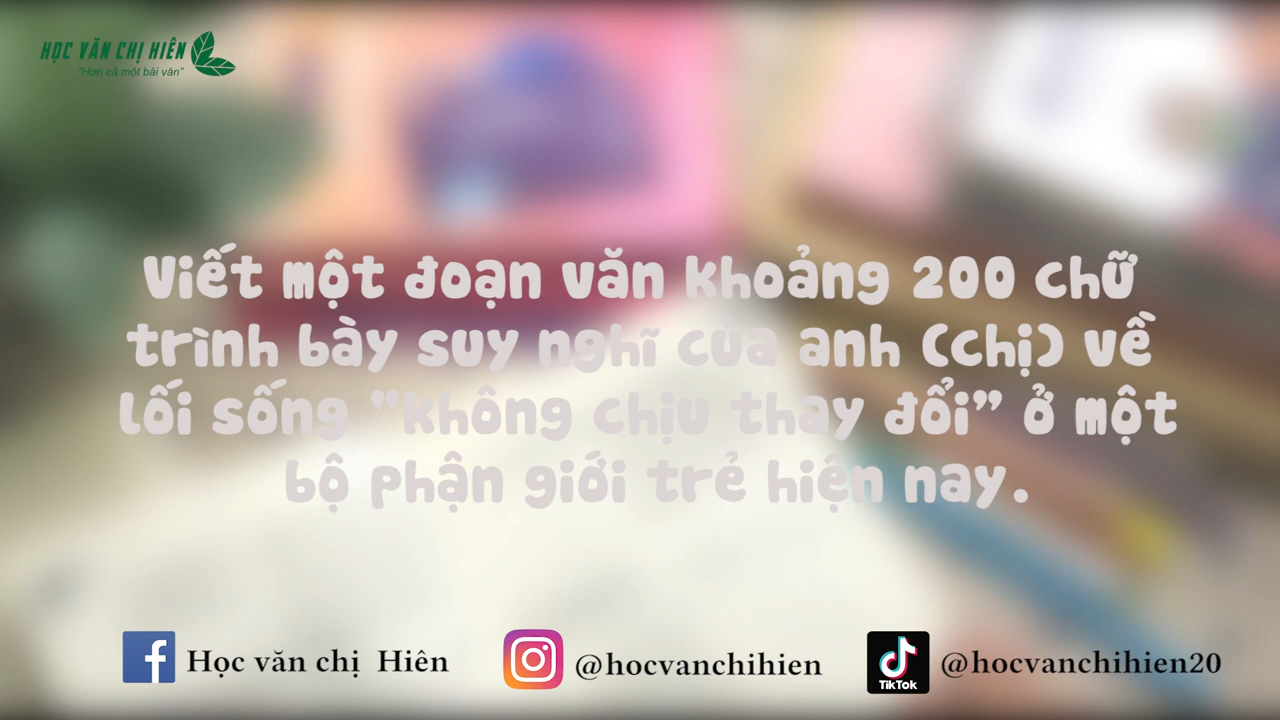 HỌC VĂN CHỊ HIÊN
"Hơn cả một bài văn"
Viết một đoạn văn khoảng 200 chữ
trình bày suy nghĩ của anh (chị) về
lối sống "không chịu thay đổi" ở một
bộ phận giới trẻ hiện nay.
Học văn chị Hiên
@hocvanchihien
TikTok
@hocvanchihien20